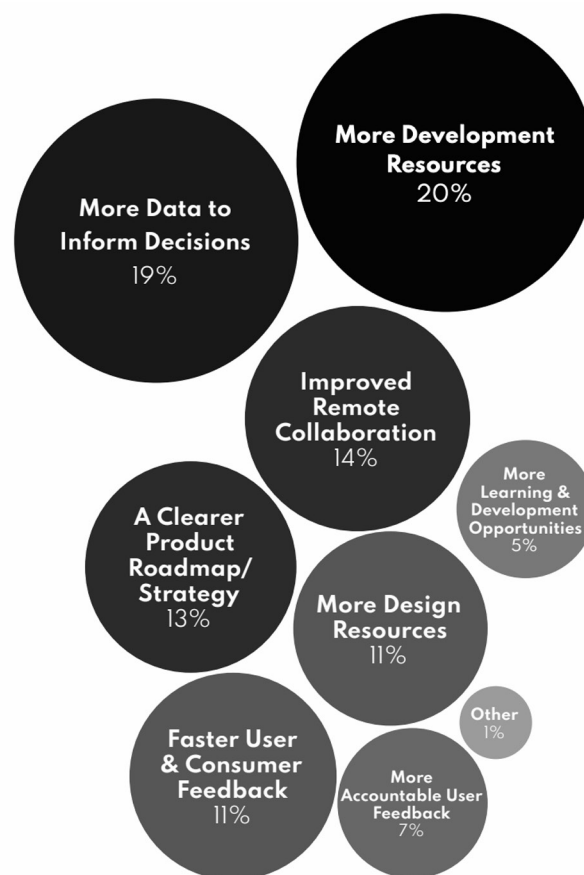 More Development
Resources
20%
More Data to
Inform Decisions
19%
Improved
Remote
Collaboration
14%
More
Learning &
Development
Opportunities
5%
A Clearer
Product
Roadmap/
Strategy
13%
More Design
Resources
11%
Other
1%
Faster User
& Consumer
Feedback
11%
More
Accountable User
Feedback
7%